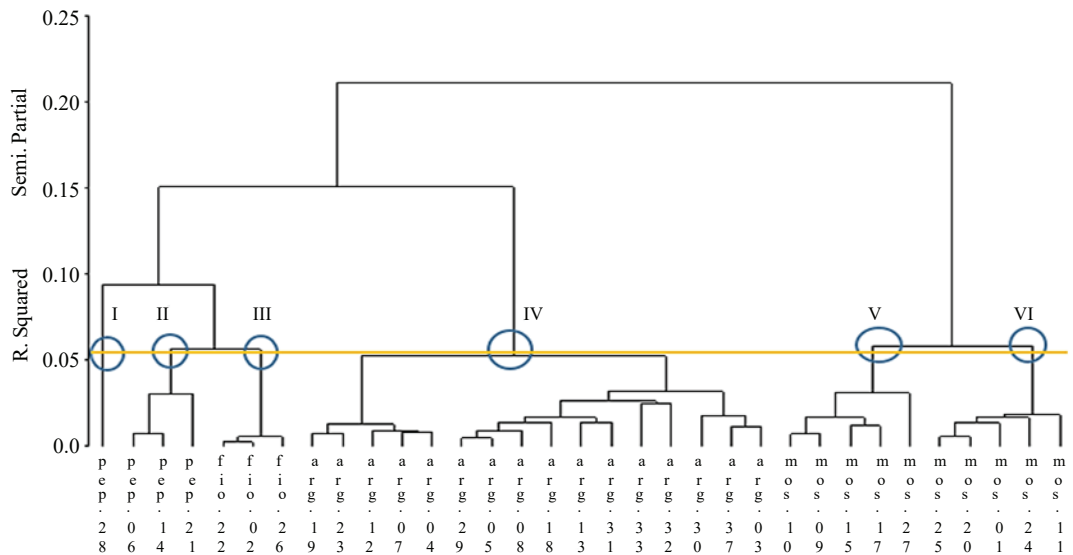 0.25
0.20
0.15
0.10
0.05
0.0
Semi. Partial
R. Squared
I
II
III
IV
V
VI
pep·28
pep·06
pep·14
pep·21
fio·22
fio·02
fio·26
arg·19
arg·23
arg·12
arg·07
arg·04
arg·29
arg·05
arg·08
arg·18
arg·13
arg·31
arg·33
arg·32
arg·30
arg·37
arg·03
mos·10
mos·09
mos·15
mos·17
mos·27
mos·25
mos·20
mos·01
mos·24
mos·11